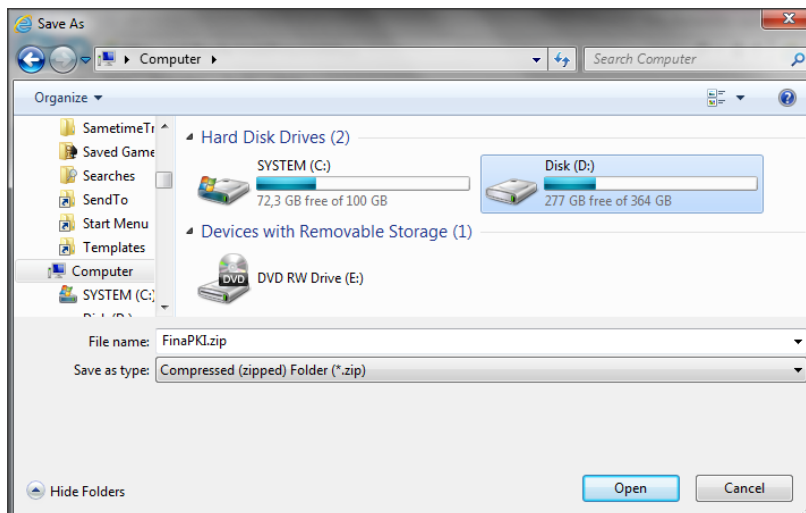 Save As
Computer
Search Computer
Organize
SametimeTr
Saved Game
Searches
SendTo
Start Menu
Templates
Computer
SYSTEM (C:)
Hard Disk Drives (2)
SYSTEM (C:)
72,3 GB free of 100 GB
Disk (D:)
277 GB free of 364 GB
Devices with Removable Storage (1)
DVD
DVD RW Drive (E:)
File name: FinaPKI.zip
Save as type: Compressed (zipped) Folder (*.zip)
Hide Folders
Open
Cancel